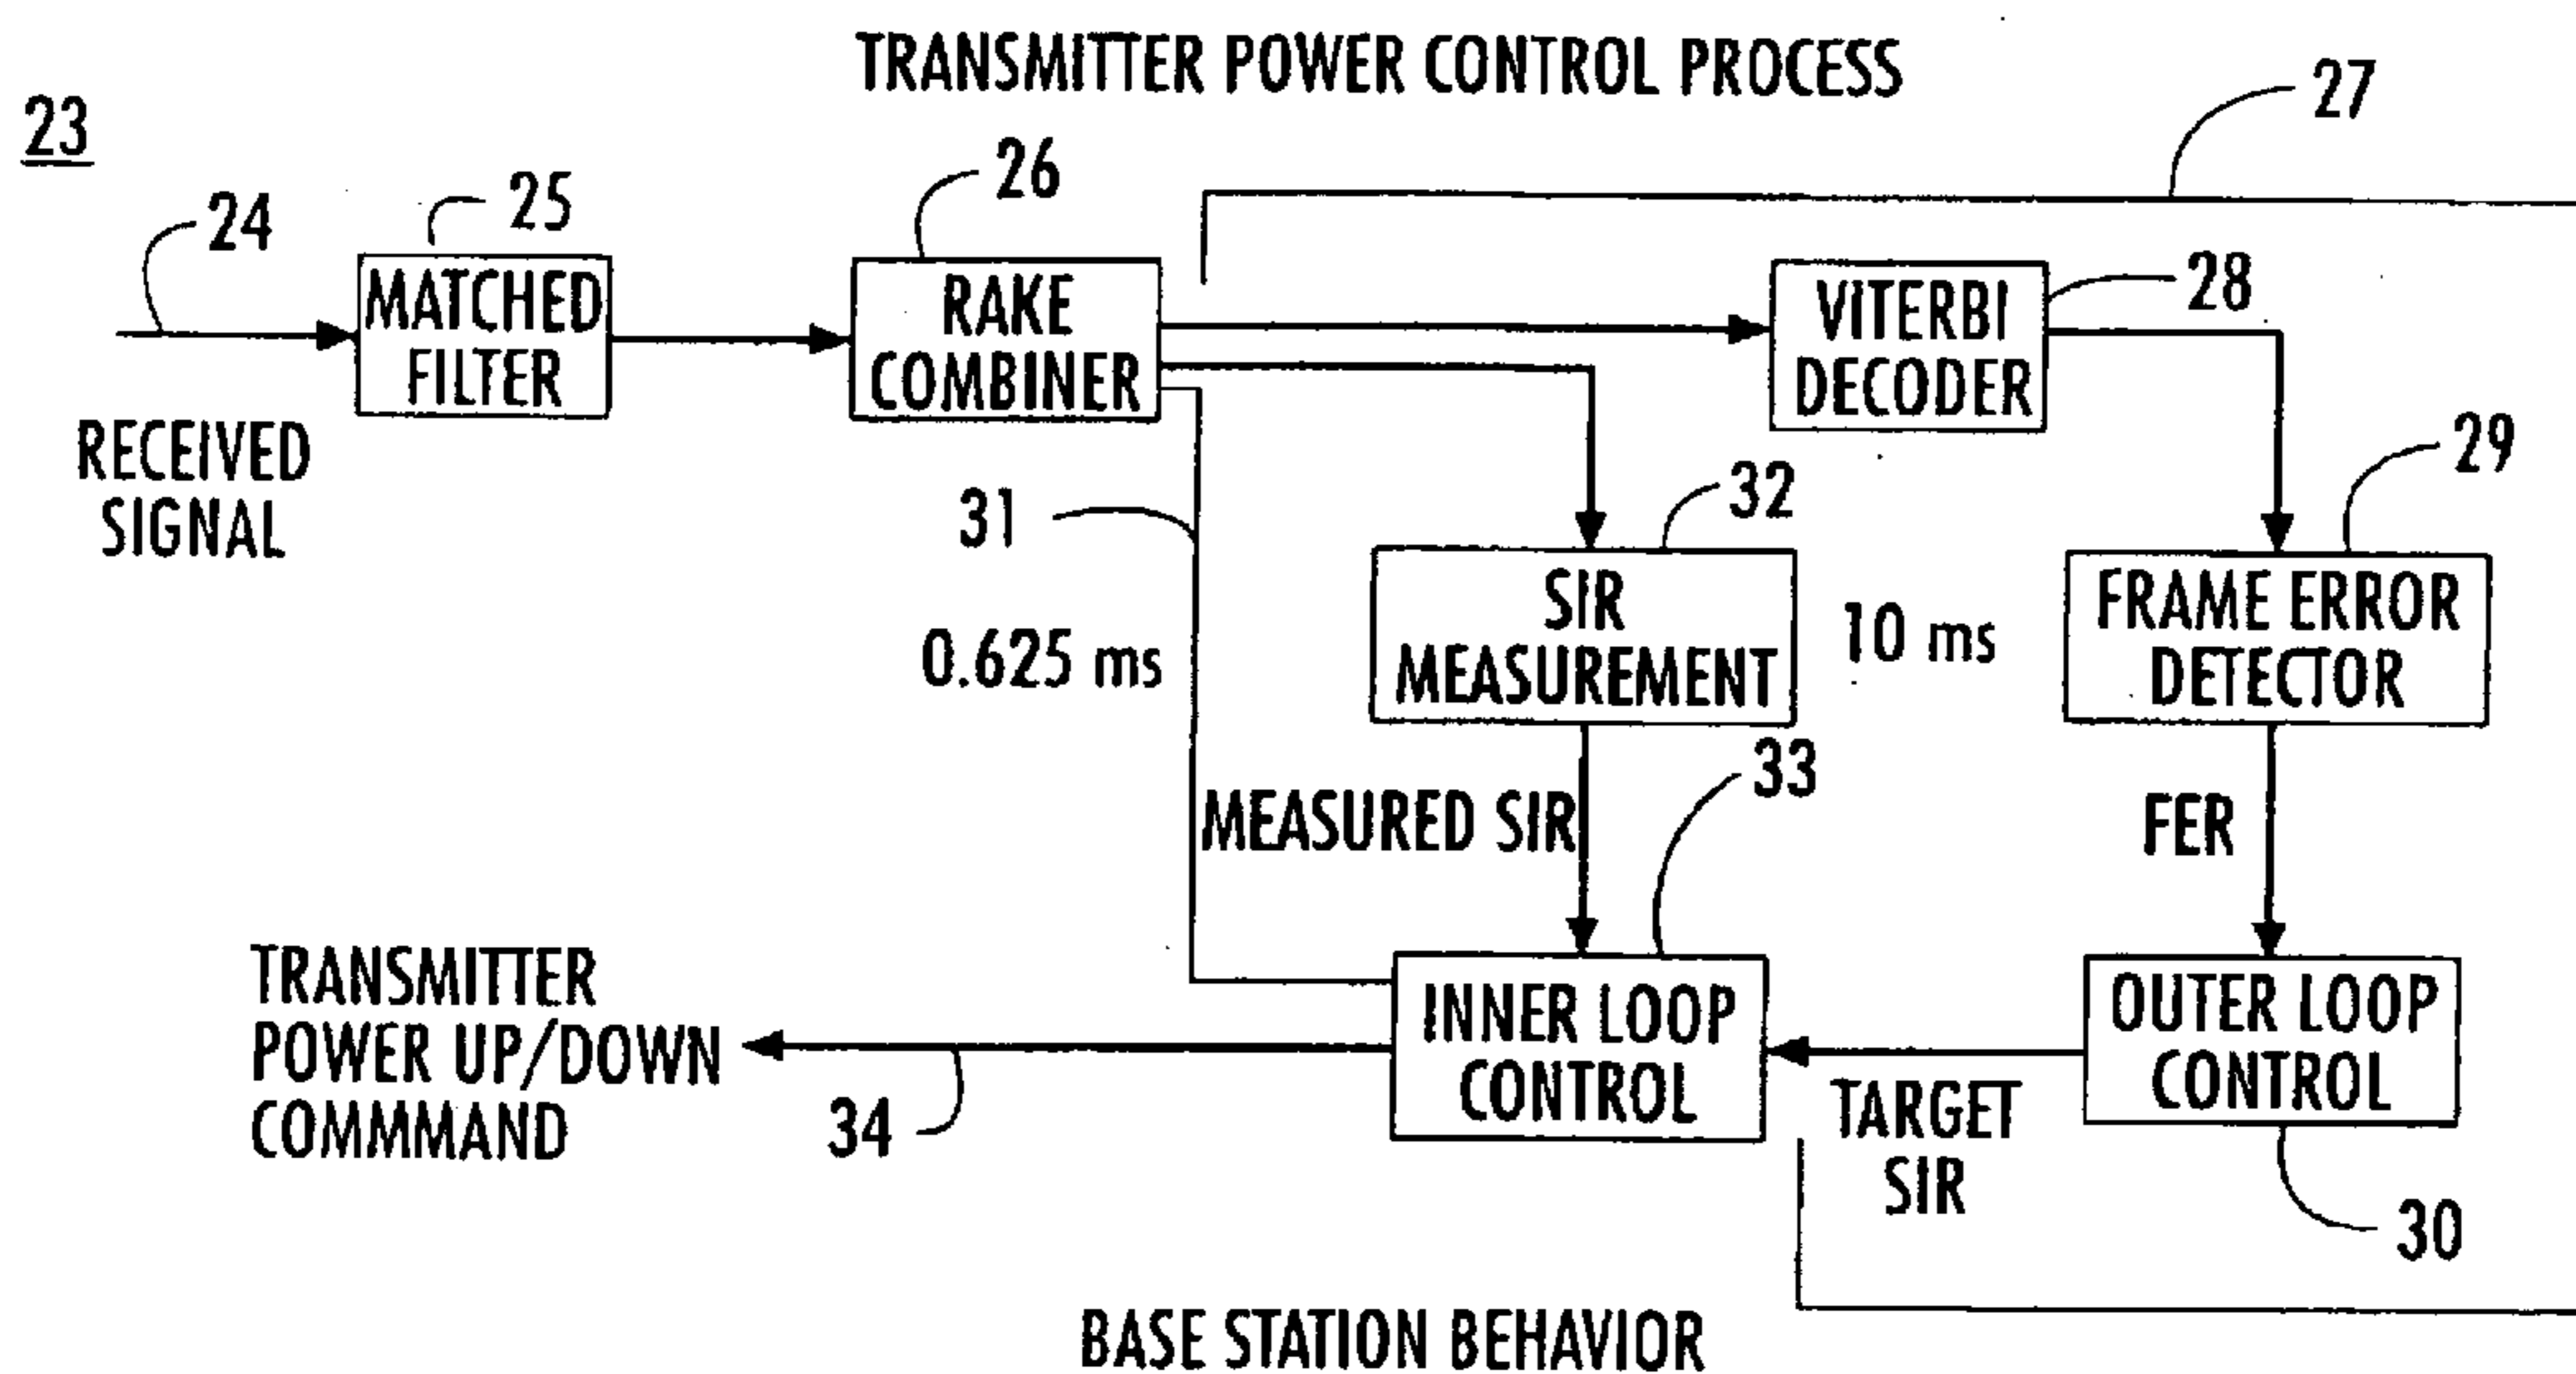 TRANSMITTER POWER CONTROL PROCESS
23
24
25
26
27
28
29
RECEIVED
SIGNAL
MATCHED
FILTER
RAKE
COMBINER
VITERBI
DECODER
31
0.625 ms
32
SIR
MEASUREMENT
10 ms
FRAME ERROR
DETECTOR
MEASURED SIR
33
FER
TRANSMITTER
POWER UP/DOWN
COMMMAND
34
INNER LOOP
CONTROL
TARGET
SIR
OUTER LOOP
CONTROL
30
BASE STATION BEHAVIOR